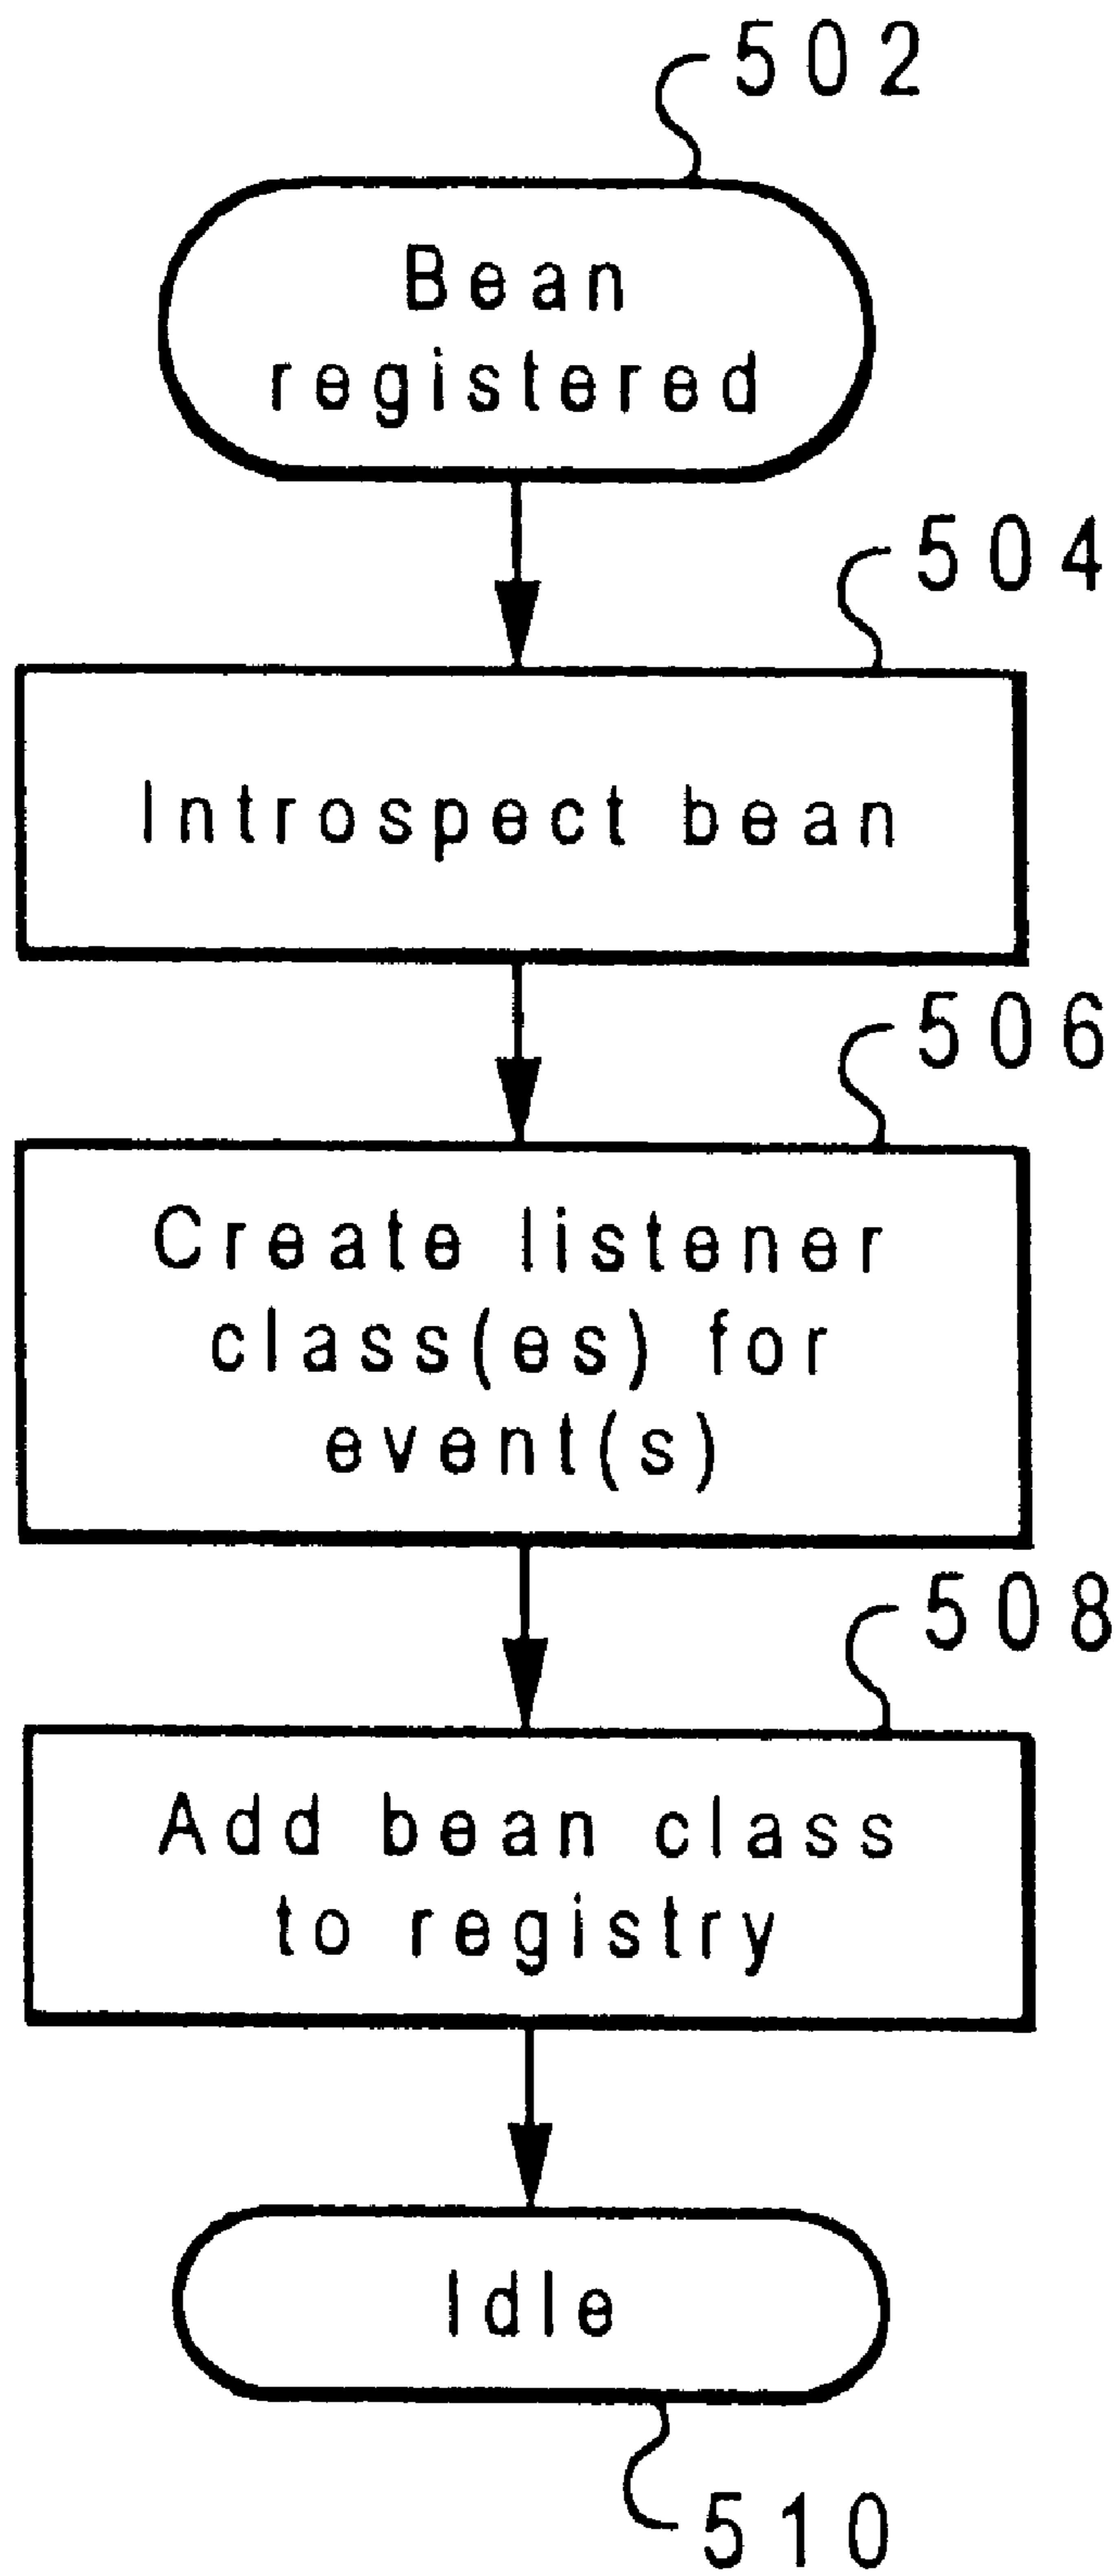 502
Bean
registered
504
Introspect bean
506
Create listener
class(es) for
event(s)
508
Add bean class
to registry
Idle
510